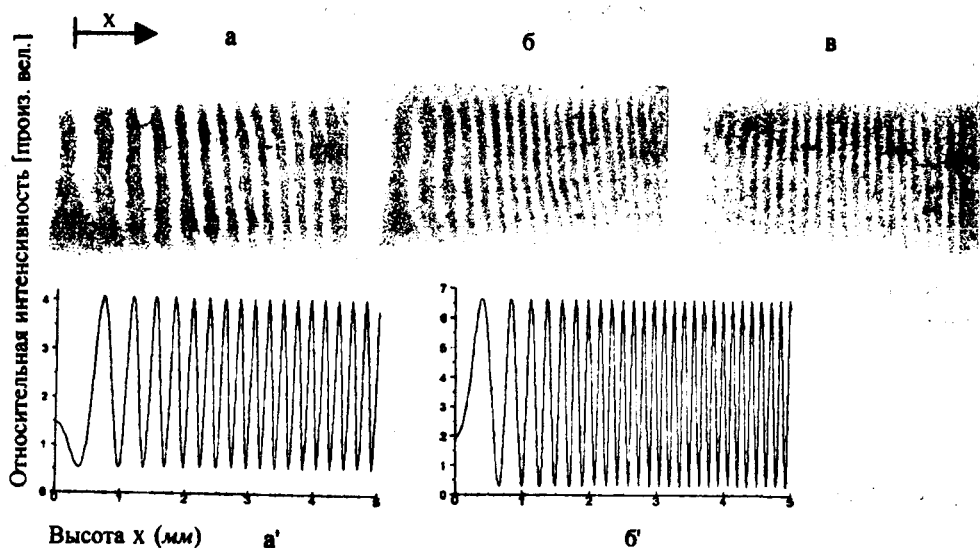 x
а
б
в
Относительная интенсивность [произ. вел.]
4
3
2
1
0
0 1 2 3 4 5
7
6
5
4
3
2
1
0
0 1 2 3 4 5
Высота x (мм)
а'
б'